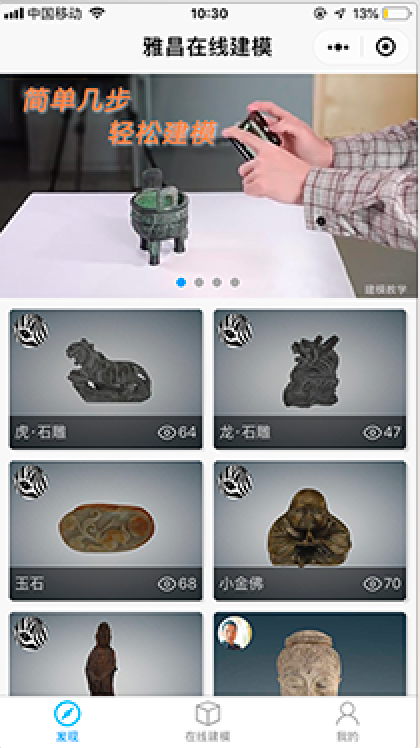 中国移动
10:30
13%
雅昌在线建模
简单几步
轻松建模
建模教学
虎·石雕
64
龙·石雕
47
玉石
68
小金佛
70
发现
在线建模
我的